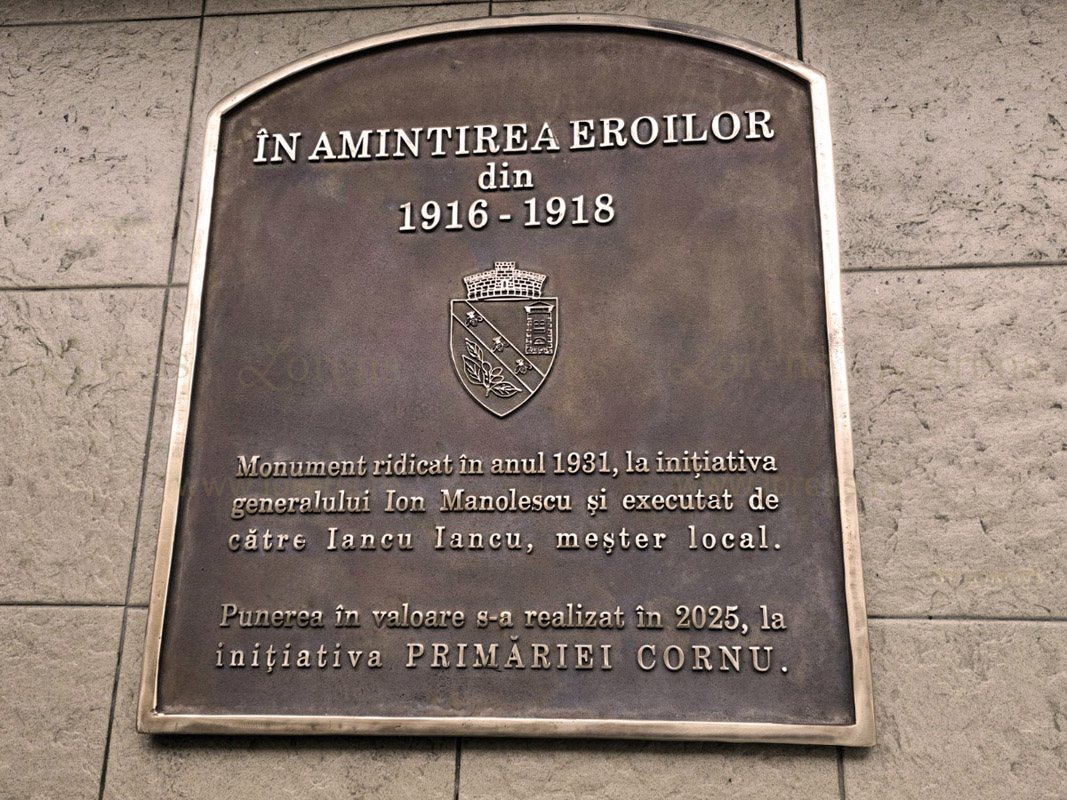 ÎN AMINTIREA EROILOR
din
1916 - 1918
Monument ridicat în anul 1931, la inițiativa
generalului Ion Manolescu și executat de
către Iancu Iancu, meșter local.
Punerea în valoare s-a realizat în 2025, la
inițiativa PRIMĂRIEI CORNU.